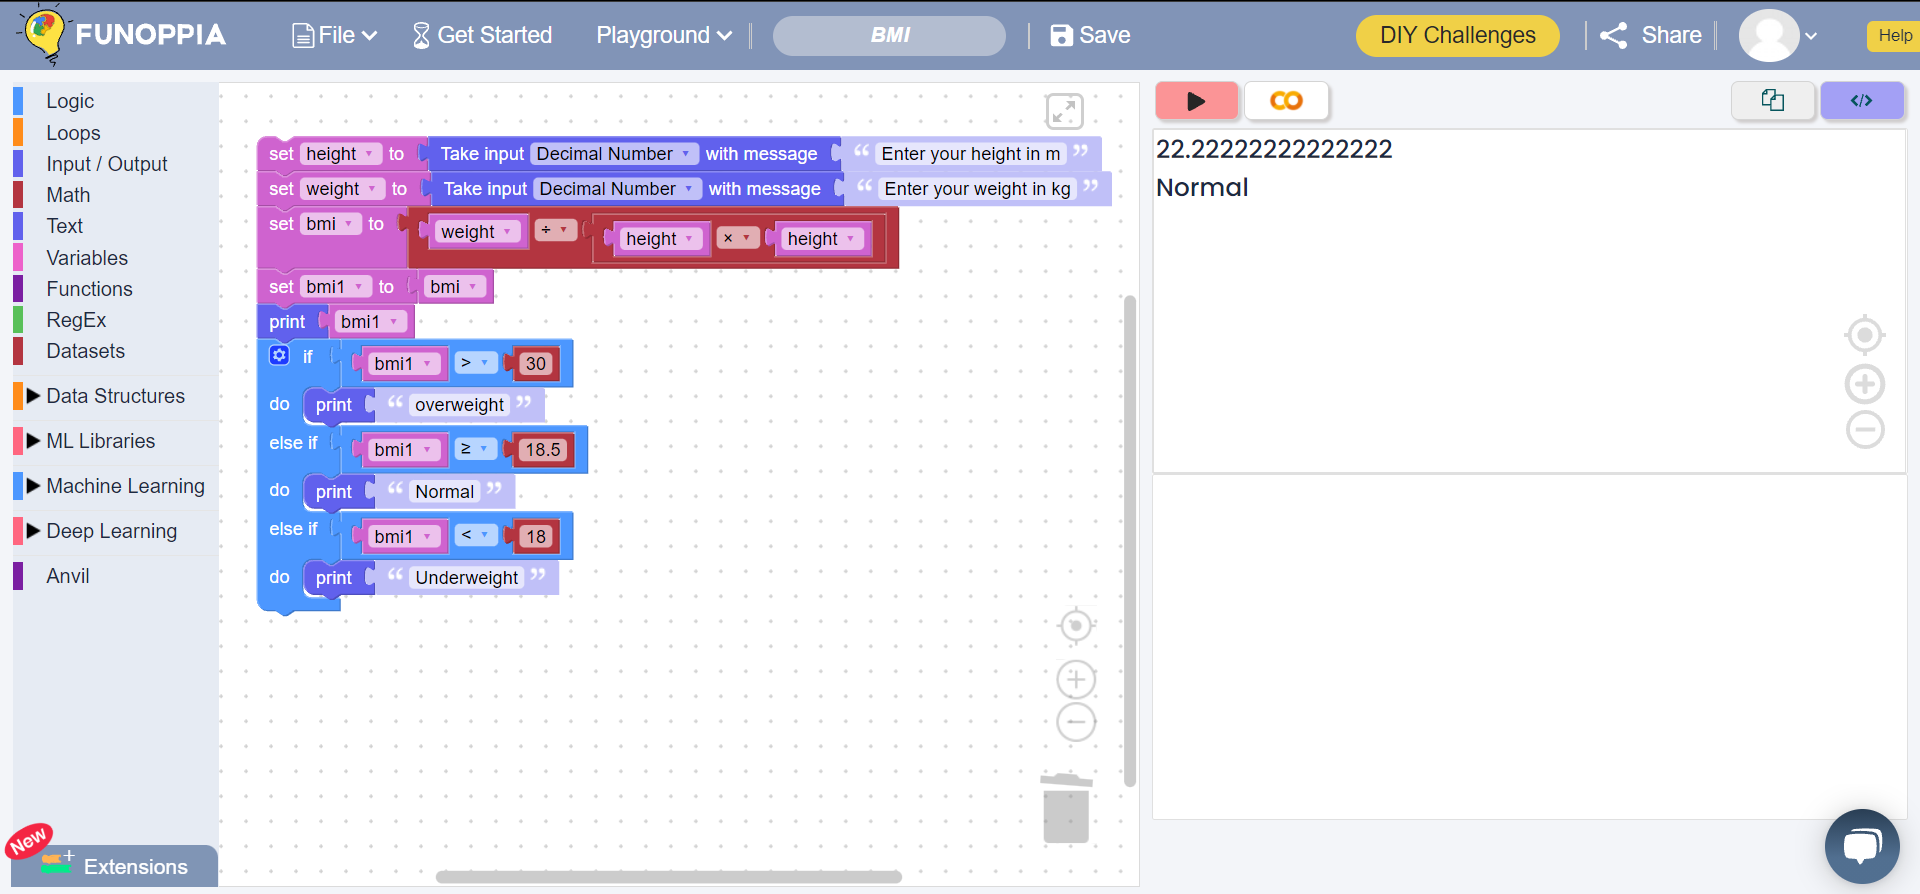 FUNOPPIA File Get Started Playground BMI Save DIY Challenges Share Help
Logic
Loops
Input / Output
Math
Text
Variables
Functions
RegEx
Datasets
Data Structures
ML Libraries
Machine Learning
Deep Learning
Anvil
New
Extensions
set height to Take input Decimal Number with message “ Enter your height in m ”
set weight to Take input Decimal Number with message “ Enter your weight in kg ”
set bmi to weight ÷ height × height
set bmi1 to bmi
print bmi1
if bmi1 > 30
do print “ overweight ”
else if bmi1 ≥ 18.5
do print “ Normal ”
else if bmi1 < 18
do print “ Underweight ”
CO
</>
22.22222222222222
Normal